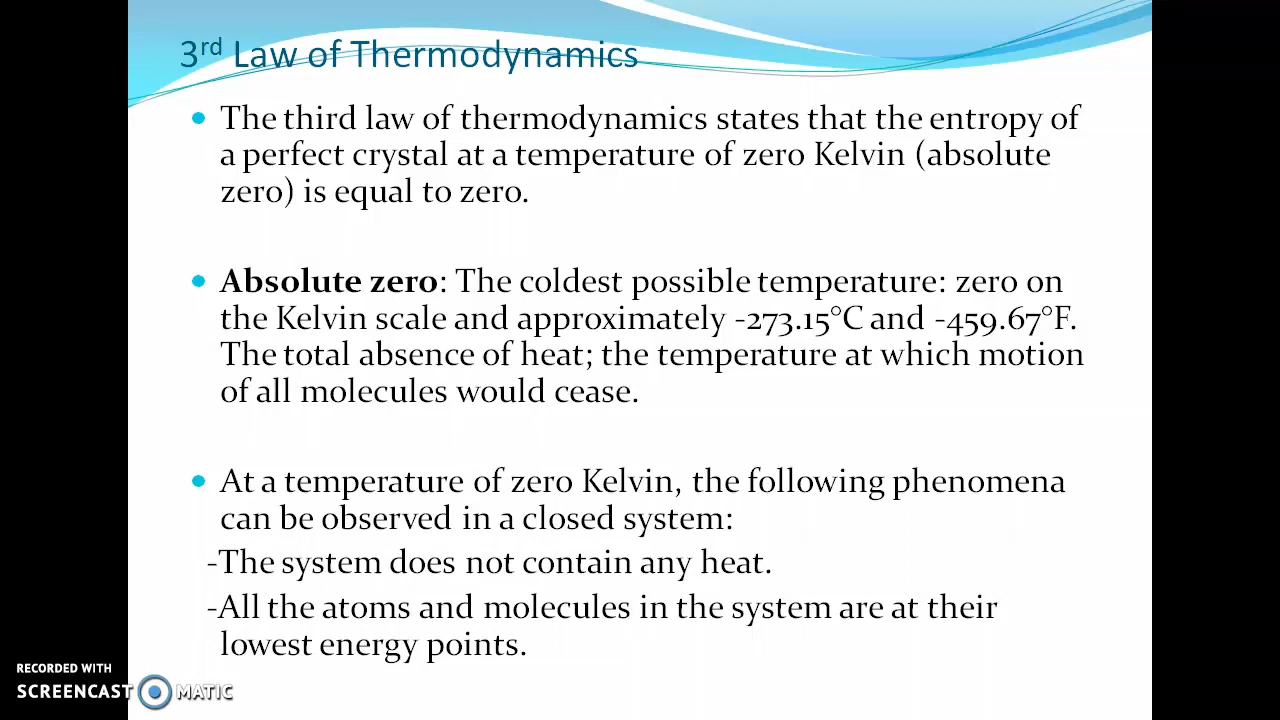 3rd Law of Thermodynamics
The third law of thermodynamics states that the entropy of
a perfect crystal at a temperature of zero Kelvin (absolute
zero) is equal to zero.
Absolute zero: The coldest possible temperature: zero on
the Kelvin scale and approximately -273.15°C and -459.67°F.
The total absence of heat; the temperature at which motion
of all molecules would cease.
At a temperature of zero Kelvin, the following phenomena
can be observed in a closed system:
-The system does not contain any heat.
-All the atoms and molecules in the system are at their
lowest energy points.
RECORDED WITH
SCREENCAST MATIC